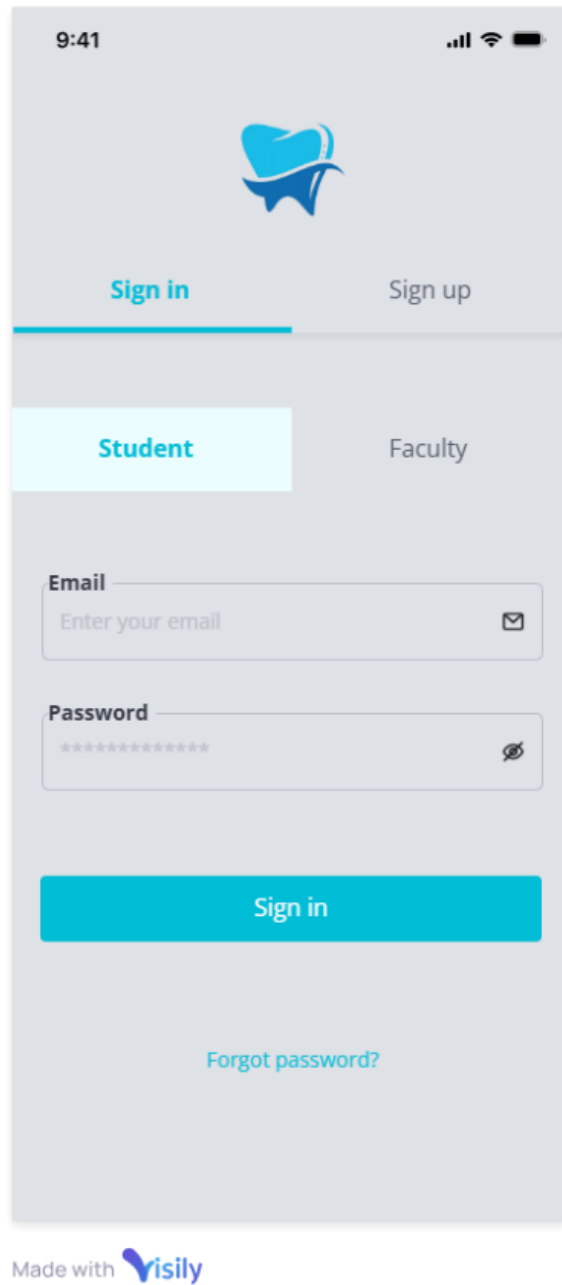 9:41
Sign in Sign up
Student Faculty
Email
Enter your email
Password
*************
Sign in
Forgot password?
Made with Visily